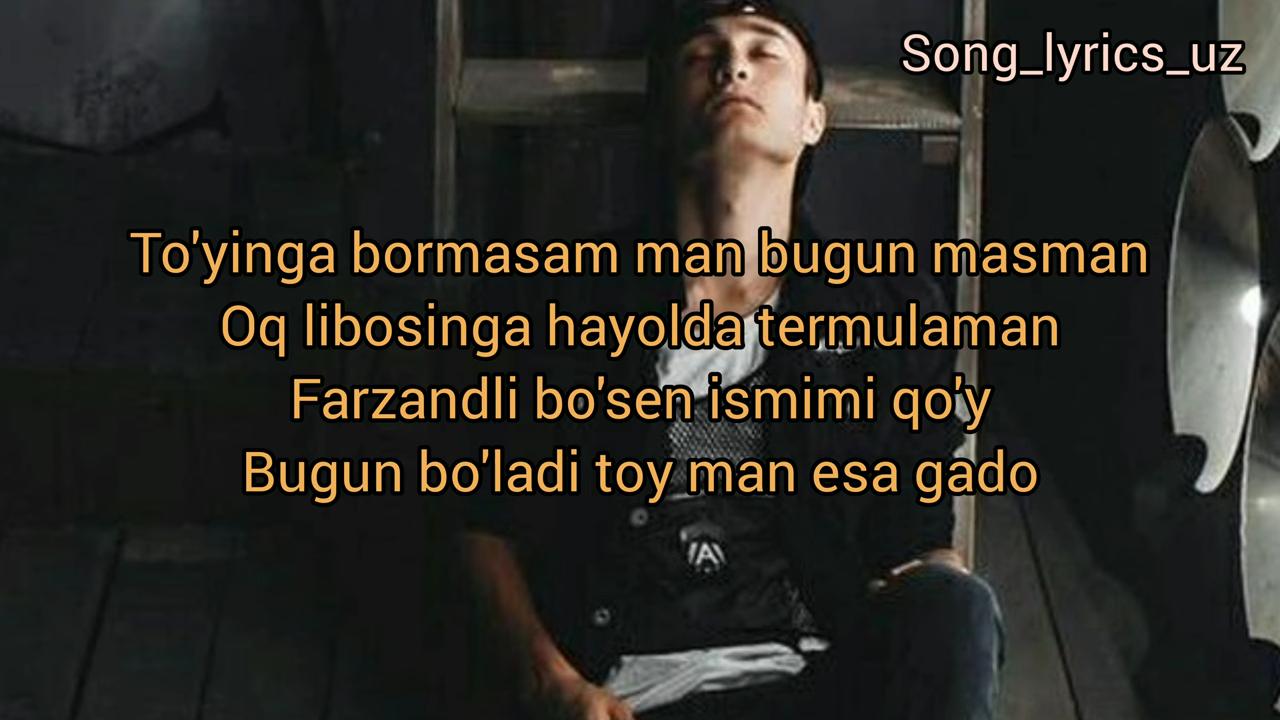 Song_lyrics_uz
To'yinga bormasam man bugun masman
Oq libosinga hayolda termulaman
Farzandli bo'sen ismimi qo'y
Bugun bo'ladi toy man esa gado